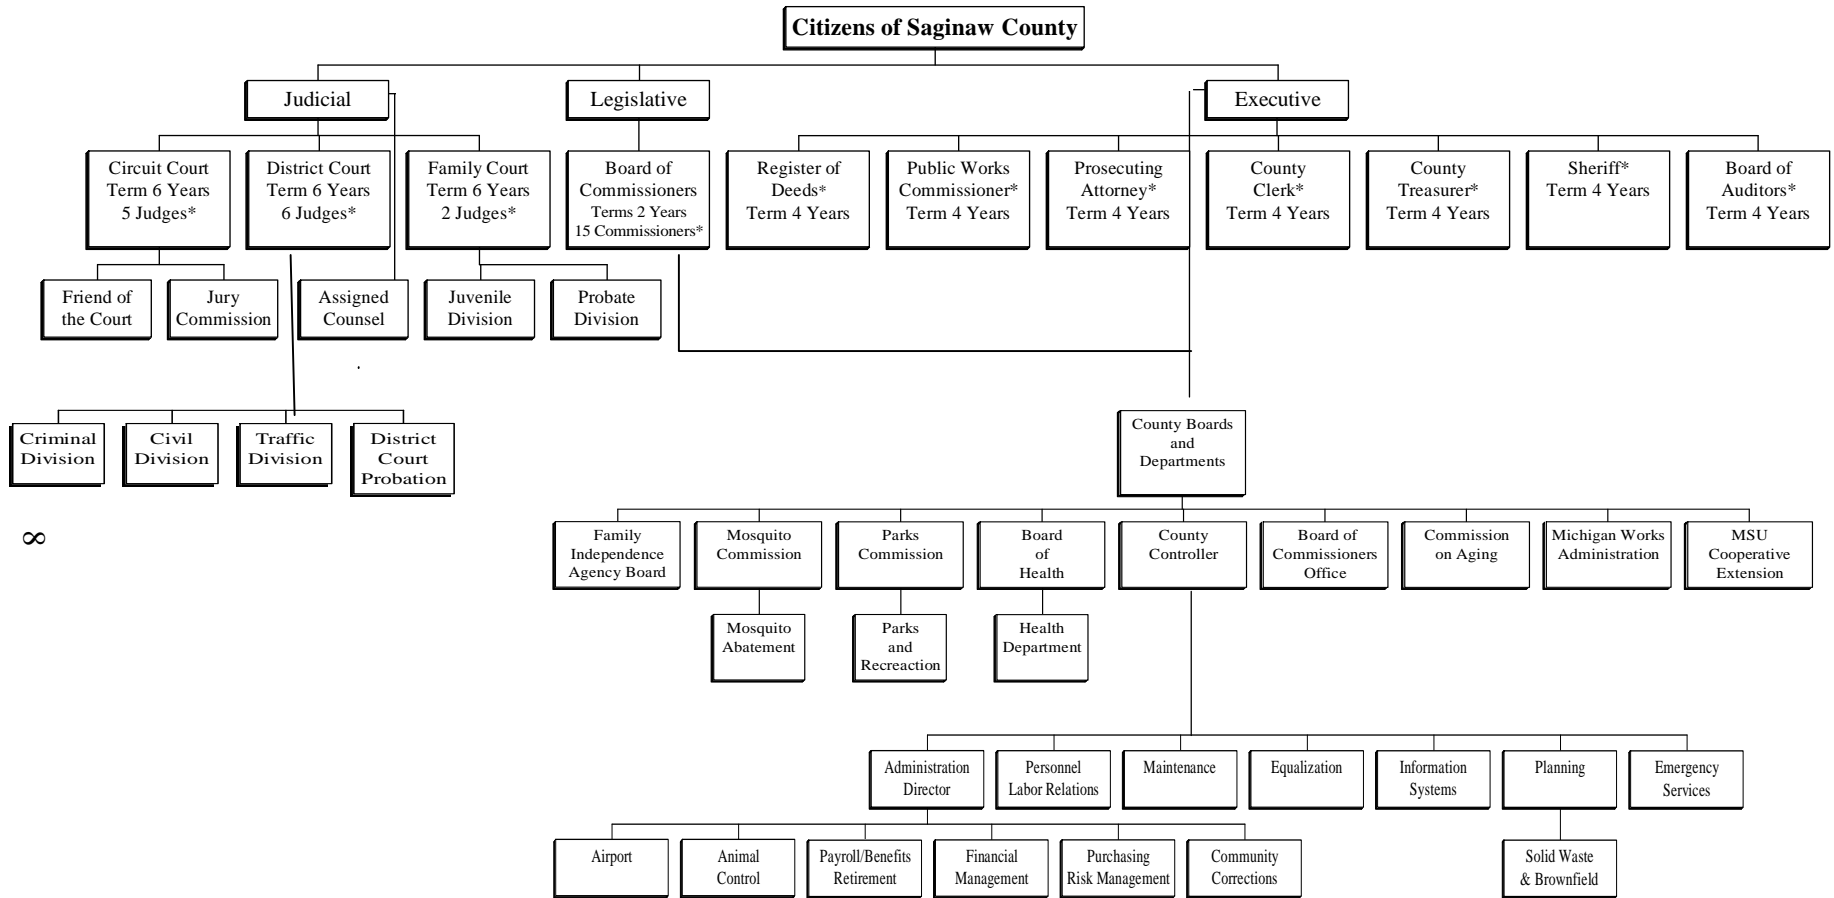 Citizens of Saginaw County
Judicial
Legislative
Executive
Circuit Court
Term 6 Years
5 Judges*
District Court
Term 6 Years
6 Judges*
Family Court
Term 6 Years
2 Judges*
Board of
Commissioners
Terms 2 Years
15 Commissioners*
Register of
Deeds*
Term 4 Years
Public Works
Commissioner*
Term 4 Years
Prosecuting
Attorney*
Term 4 Years
County
Clerk*
Term 4 Years
County
Treasurer*
Term 4 Years
Sheriff*
Term 4 Years
Board of
Auditors*
Term 4 Years
Friend of
the Court
Jury
Commission
Assigned
Counsel
Juvenile
Division
Probate
Division
Criminal
Division
Civil
Division
Traffic
Division
District
Court
Probation
County Boards
and
Departments
8
Family
Independence
Agency Board
Mosquito
Commission
Parks
Commission
Board
of
Health
County
Controller
Board of
Commissioners
Office
Commission
on Aging
Michigan Works
Administration
MSU
Cooperative
Extension
Mosquito
Abatement
Parks
and
Recreaction
Health
Department
Administration
Director
Personnel
Labor Relations
Maintenance
Equalization
Information
Systems
Planning
Emergency
Services
Airport
Animal
Control
Payroll/Benefits
Retirement
Financial
Management
Purchasing
Risk Management
Community
Corrections
Solid Waste
& Brownfield